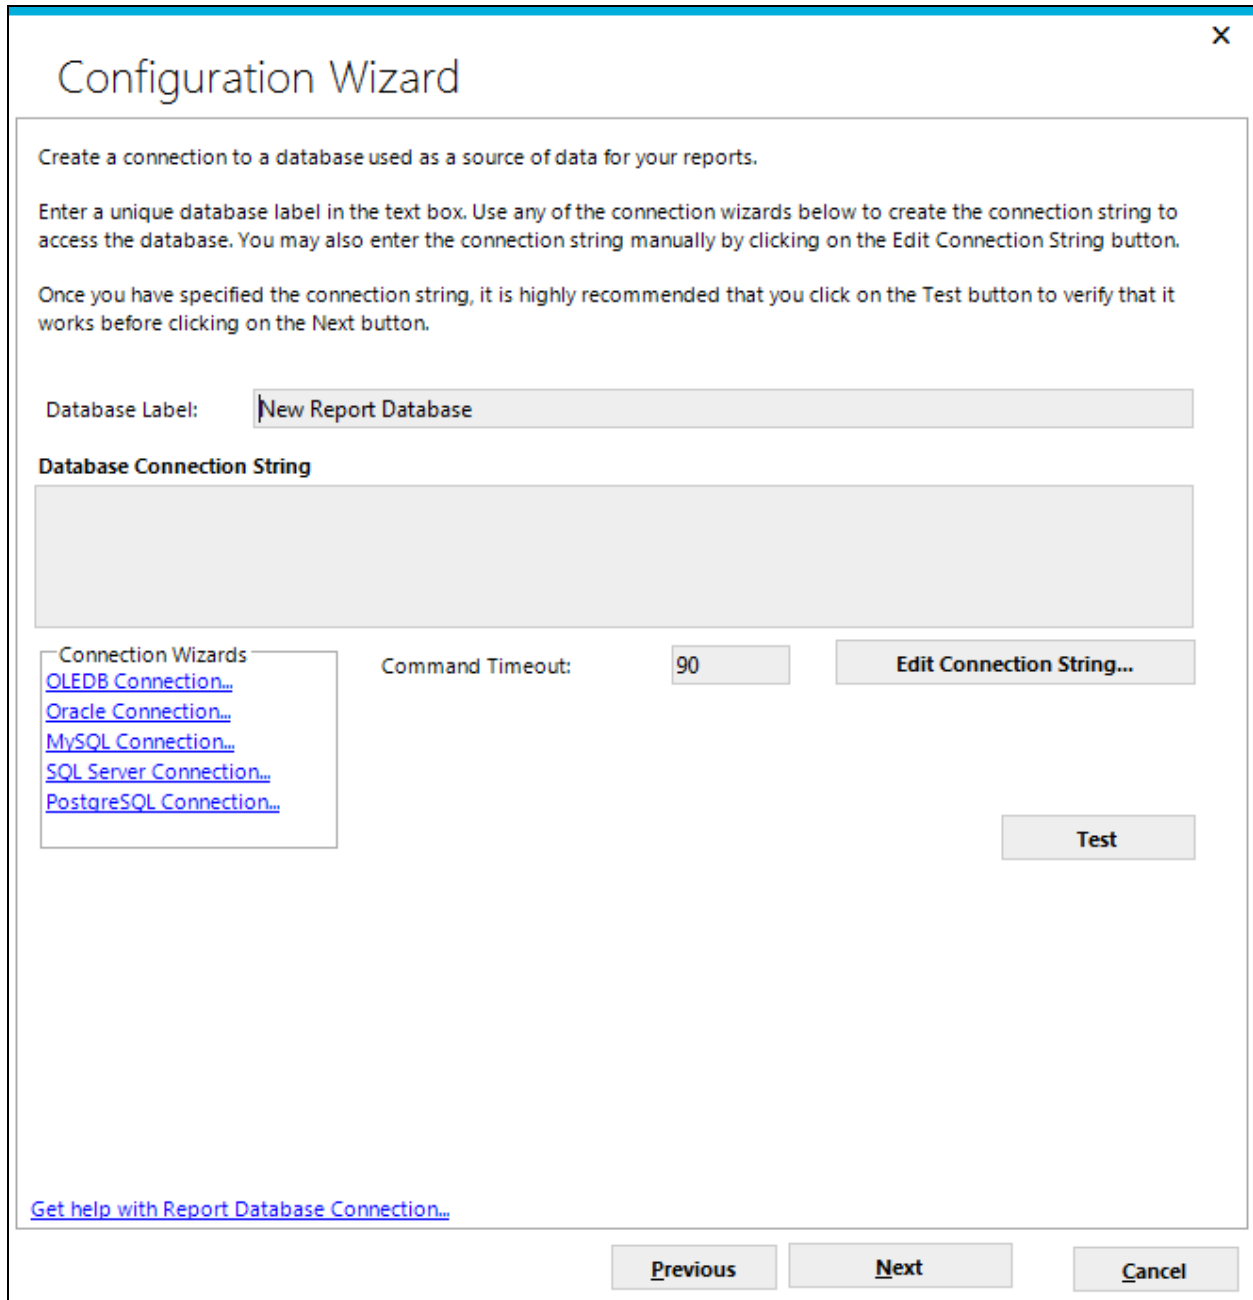 Configuration Wizard
Create a connection to a database used as a source of data for your reports.
Enter a unique database label in the text box. Use any of the connection wizards below to create the connection string to
access the database. You may also enter the connection string manually by clicking on the Edit Connection String button.
Once you have specified the connection string, it is highly recommended that you click on the Test button to verify that it
works before clicking on the Next button.
Database Label: New Report Database
Database Connection String
Connection Wizards
Command Timeout: 90 Edit Connection String...
OLEDB Connection...
Oracle Connection...
MySQL Connection...
SQL Server Connection...
PostgreSQL Connection...
Test
Get help with Report Database Connection...
Previous Next Cancel